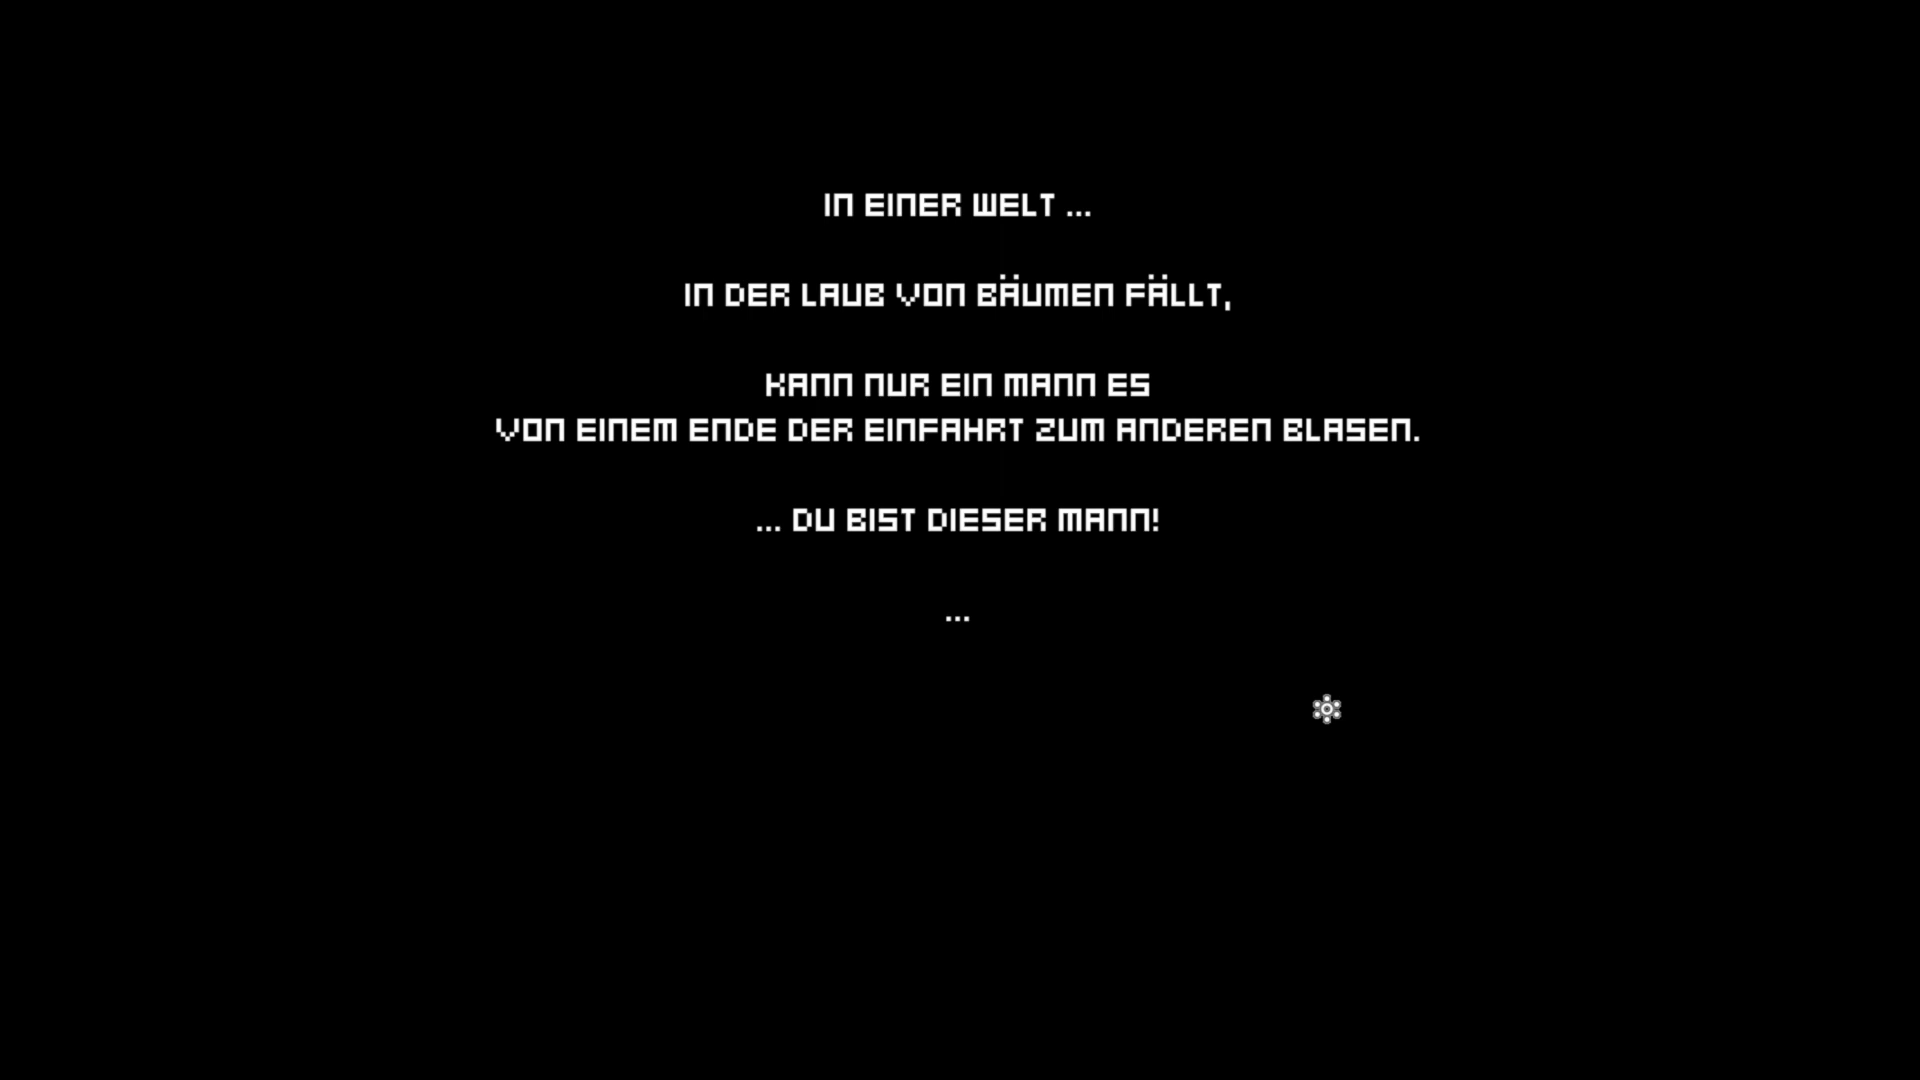 IN EINER WELT ...
IN DER LAUB VON BÄUMEN FÄLLT,
KANN NUR EIN MANN ES
VON EINEM ENDE DER EINFAHRT ZUM ANDEREN BLASEN.
... DU BIST DIESER MANN!
...